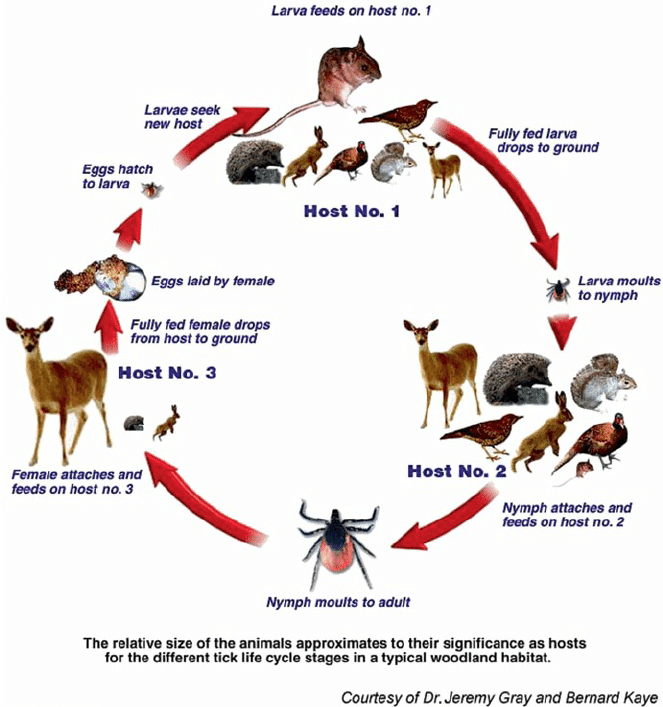 Larva feeds on host no. 1
Larvae seek
new host
Fully fed larva
drops to ground
Eggs hatch
to larva
Host No. 1
Eggs laid by female
Larva moults
to nymph
Fully fed female drops
from host to ground
Host No. 3
Female attaches and
feeds on host no. 3
Host No. 2
Nymph attaches and
feeds on host no. 2
Nymph moults to adult
The relative size of the animals approximates to their significance as hosts
for the different tick life cycle stages in a typical woodland habitat.
Courtesy of Dr. Jeremy Gray and Bernard Kaye